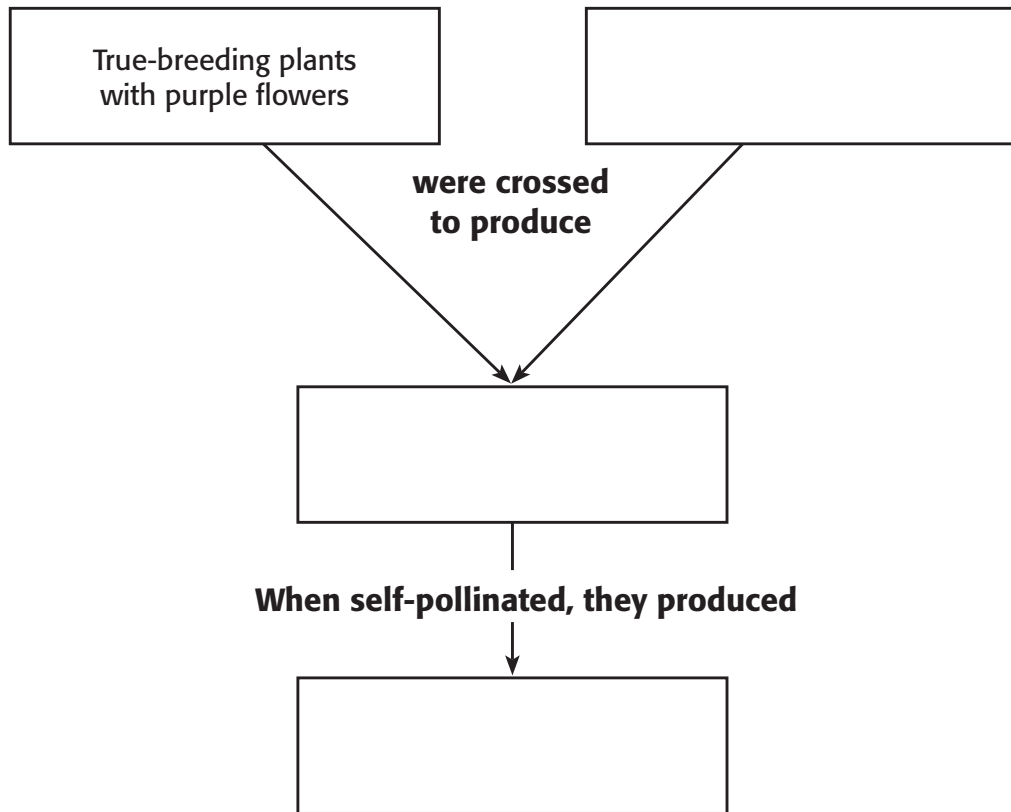 True-breeding plants
with purple flowers
were crossed
to produce
When self-pollinated, they produced